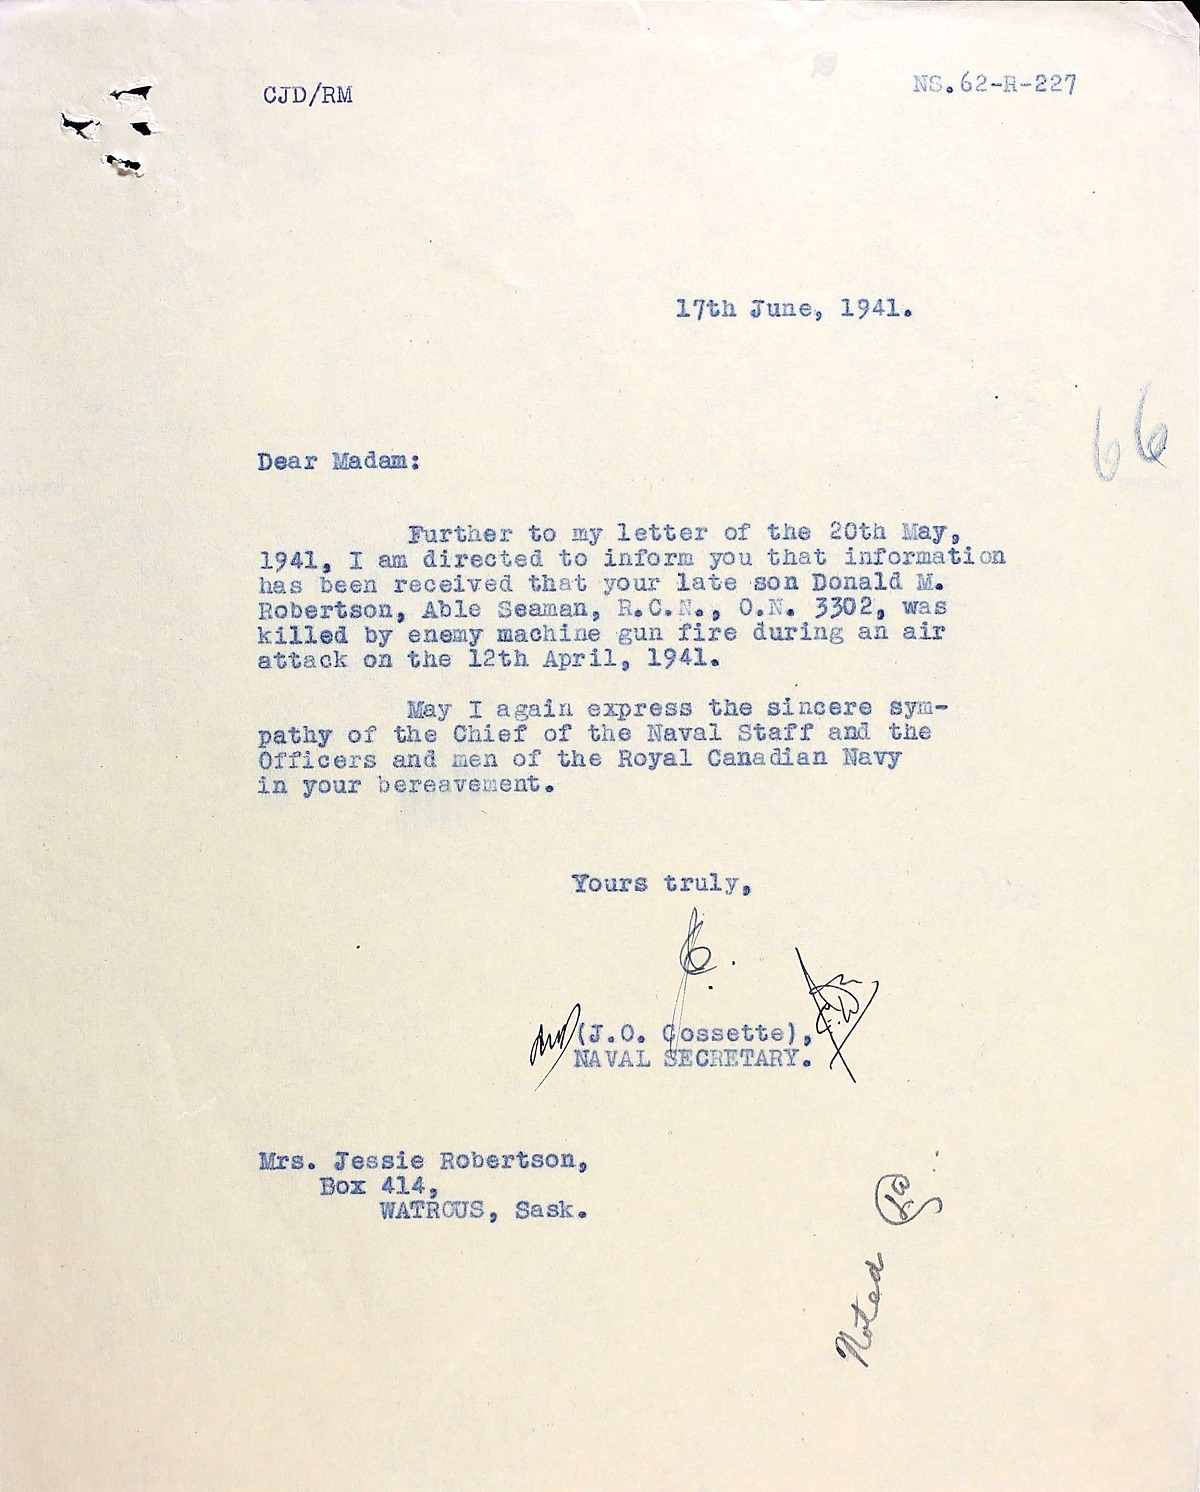 CJD/RM
NS.62-R-227
17th June, 1941.
66
Dear Madam:
Further to my letter of the 20th May,
1941, I am directed to inform you that information
has been received that your late son Donald M.
Robertson, Able Seaman, R.C.N., O.N. 3302, was
killed by enemy machine gun fire during an air
attack on the 12th April, 1941.
May I again express the sincere sym-
pathy of the Chief of the Naval Staff and the
Officers and men of the Royal Canadian Navy
in your bereavement.
Yours truly,
(J.O. Cossette),
NAVAL SECRETARY.
Mrs. Jessie Robertson,
Box 414,
WATROUS, Sask.
Noted